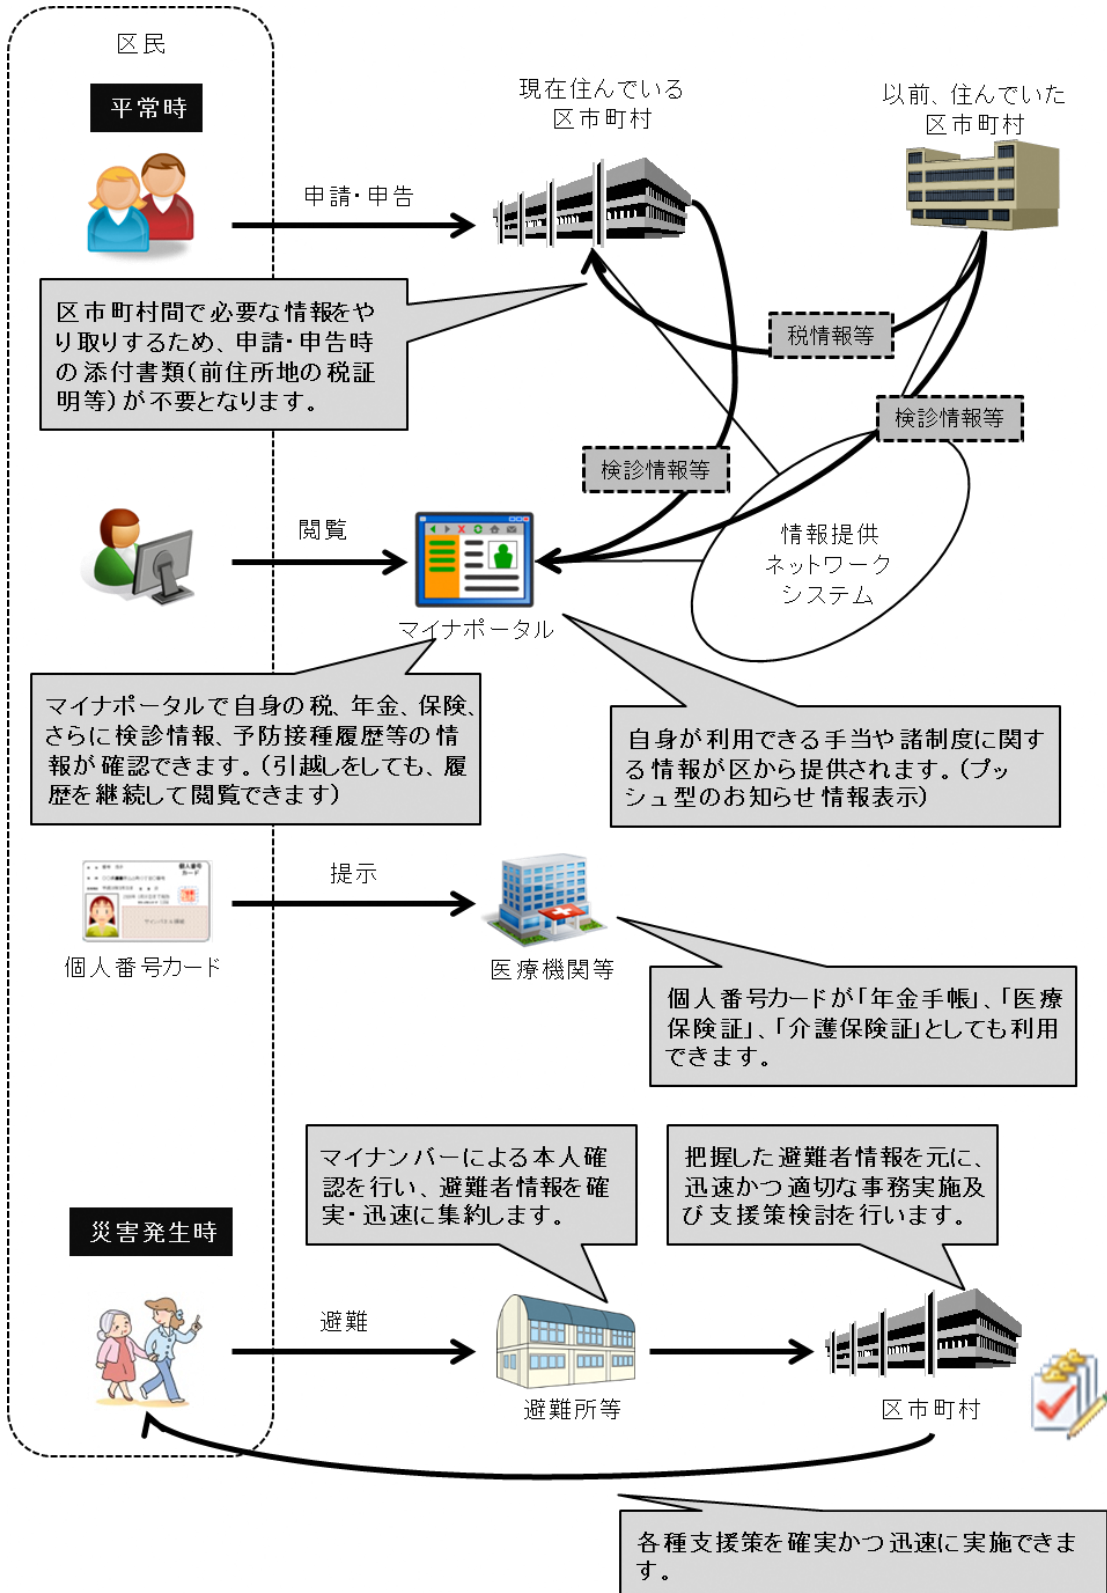 区民
平常時
現在住んでいる
区市町村
以前、住んでいた
区市町村
申請・申告
区市町村間で必要な情報をや
り取りするため、申請・申告時
の添付書類(前住所地の税証
明等)が不要となります。
税情報等
検診情報等
検診情報等
閲覧
情報提供
ネットワーク
システム
マイナポータル
マイナポータルで自身の税、年金、保険、
さらに検診情報、予防接種履歴等の情
報が確認できます。(引越しをしても、履
歴を継続して閲覧できます)
自身が利用できる手当や諸制度に関す
る情報が区から提供されます。(プッ
シュ型のお知らせ情報表示)
個人番号
カード
提示
個人番号カード
医療機関等
個人番号カードが「年金手帳」、「医療
保険証」、「介護保険証」としても利用
できます。
マイナンバーによる本人確
認を行い、避難者情報を確
実・迅速に集約します。
把握した避難者情報を元に、
迅速かつ適切な事務実施及
び支援策検討を行います。
災害発生時
避難
避難所等
区市町村
各種支援策を確実かつ迅速に実施できま
す。